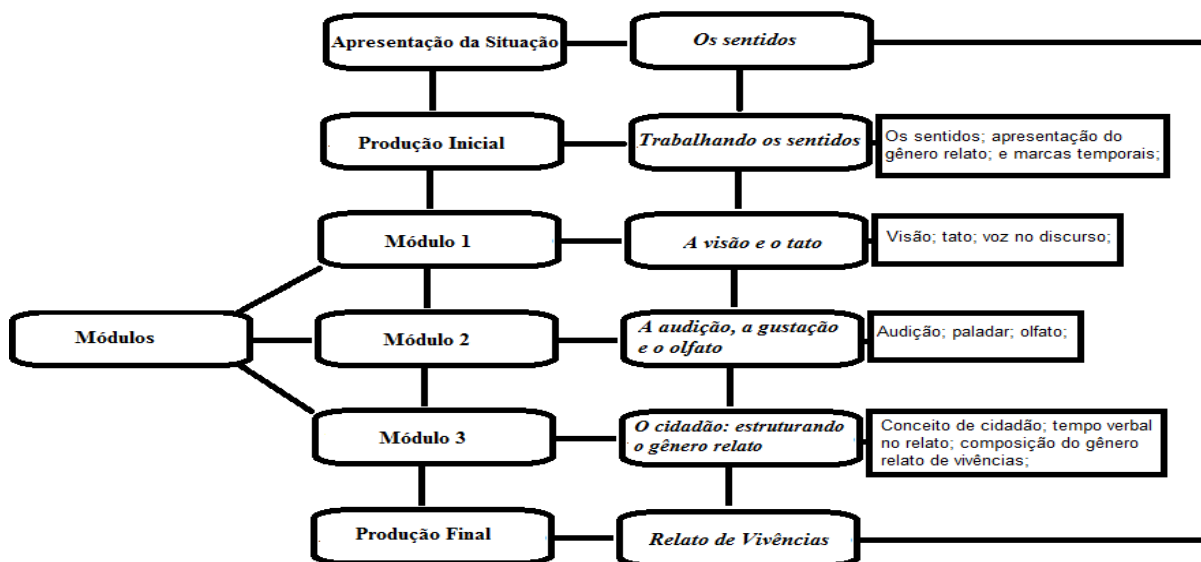 Apresentação da Situação
Os sentidos
Produção Inicial
Trabalhando os sentidos
Os sentidos; apresentação do
gênero relato; e marcas temporais;
Módulo 1
A visão e o tato
Visão; tato; voz no discurso;
Módulos
Módulo 2
A audição, a gustação
e o olfato
Audição; paladar; olfato;
Módulo 3
O cidadão: estruturando
o gênero relato
Conceito de cidadão; tempo verbal
no relato; composição do gênero
relato de vivências;
Produção Final
Relato de Vivências